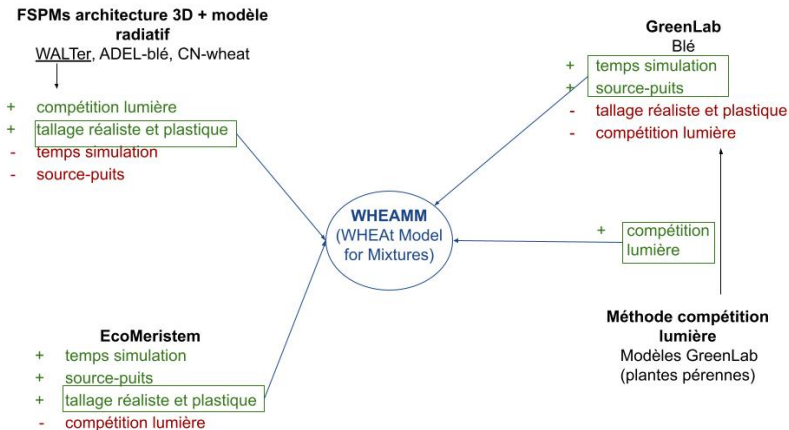 FSPMs architecture 3D + modèle
radiatif
WALTer, ADEL-blé, CN-wheat
+ compétition lumière
+ tallage réaliste et plastique
- temps simulation
- source-puits
GreenLab
Blé
+ temps simulation
+ source-puits
- tallage réaliste et plastique
- compétition lumière
WHEAMM
(WHEAt Model
for Mixtures)
+ compétition
lumière
Méthode compétition
lumière
Modèles GreenLab
(plantes pérennes)
EcoMeristem
+ temps simulation
+ source-puits
+ tallage réaliste et plastique
- compétition lumière